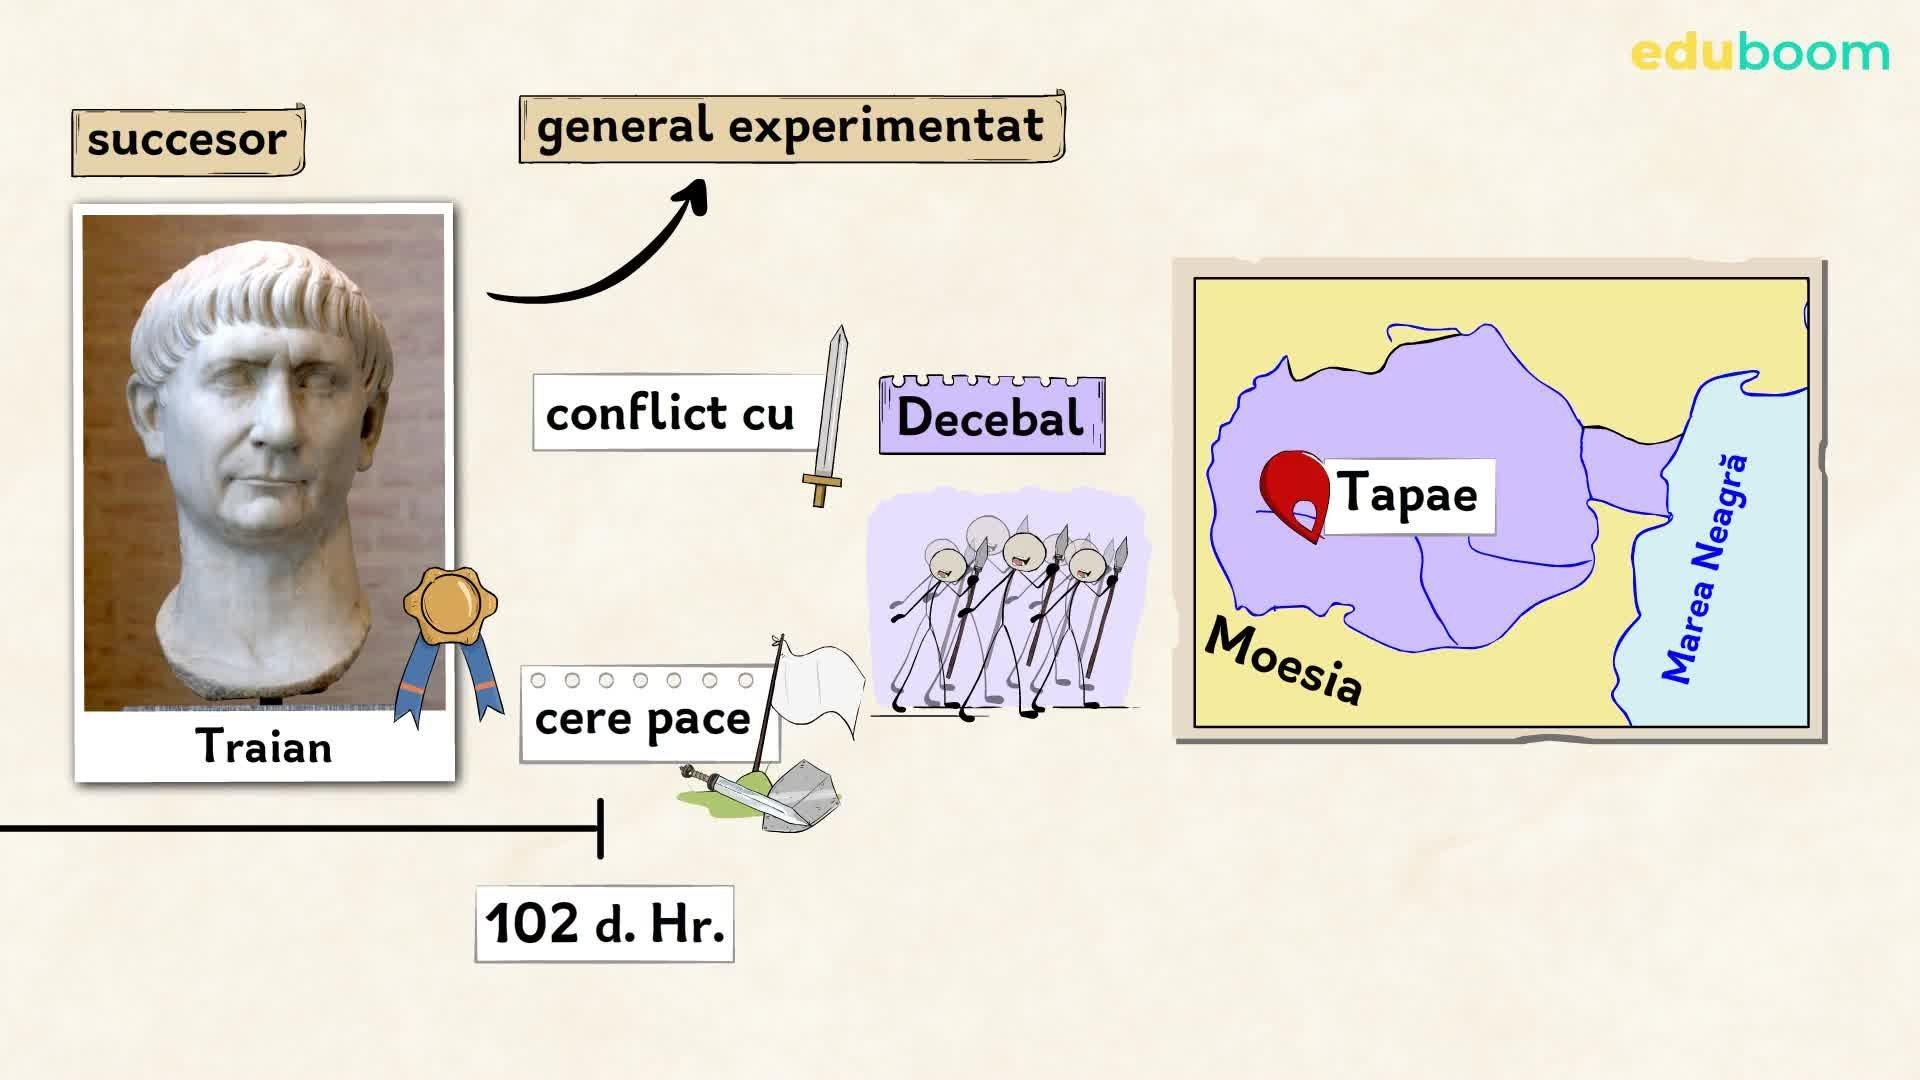 eduboom
succesor
general experimentat
conflict cu
Decebal
Tapae
Marea Neagră
Moesia
cere pace
Traian
102 d. Hr.